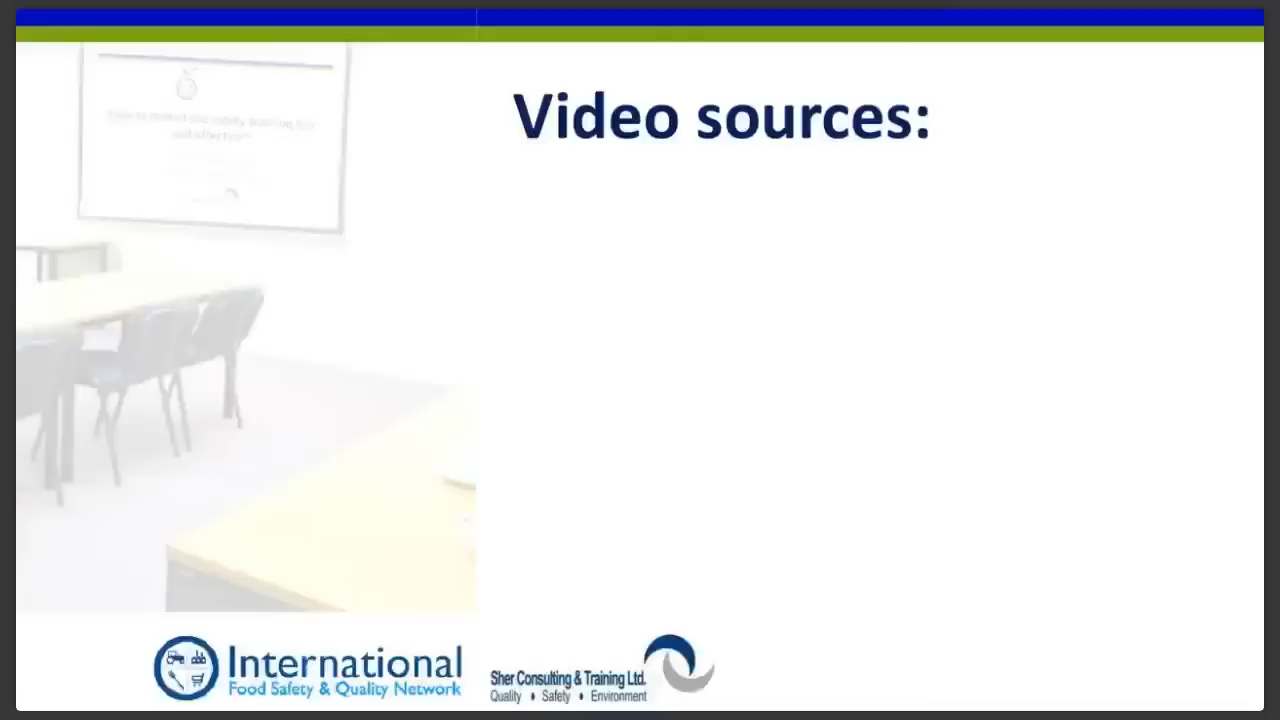 Video sources:
International
Food Safety & Quality Network
Sher Consulting & Training Ltd.
Quality • Safety • Environment